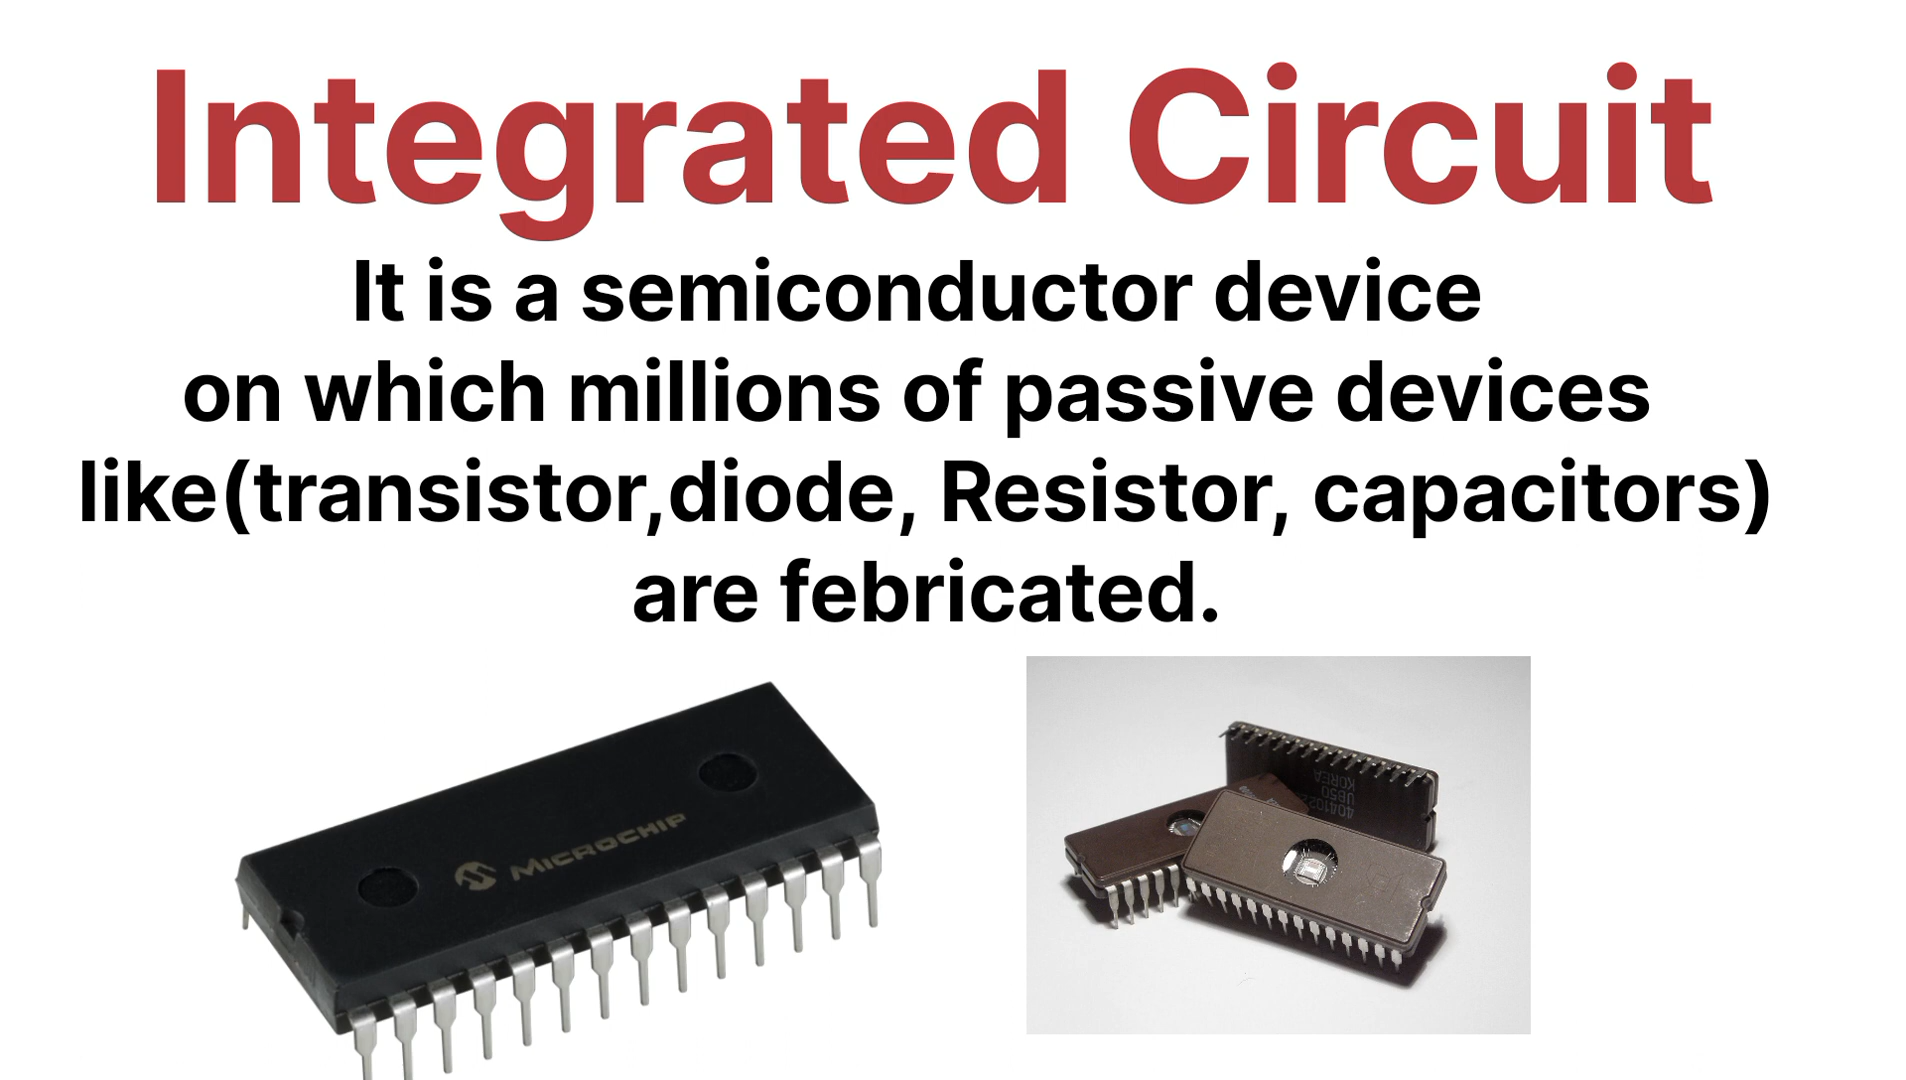 Integrated Circuit
It is a semiconductor device
on which millions of passive devices
like(transistor,diode, Resistor, capacitors)
are febricated.
MICROCHIP
KOREA
UB50